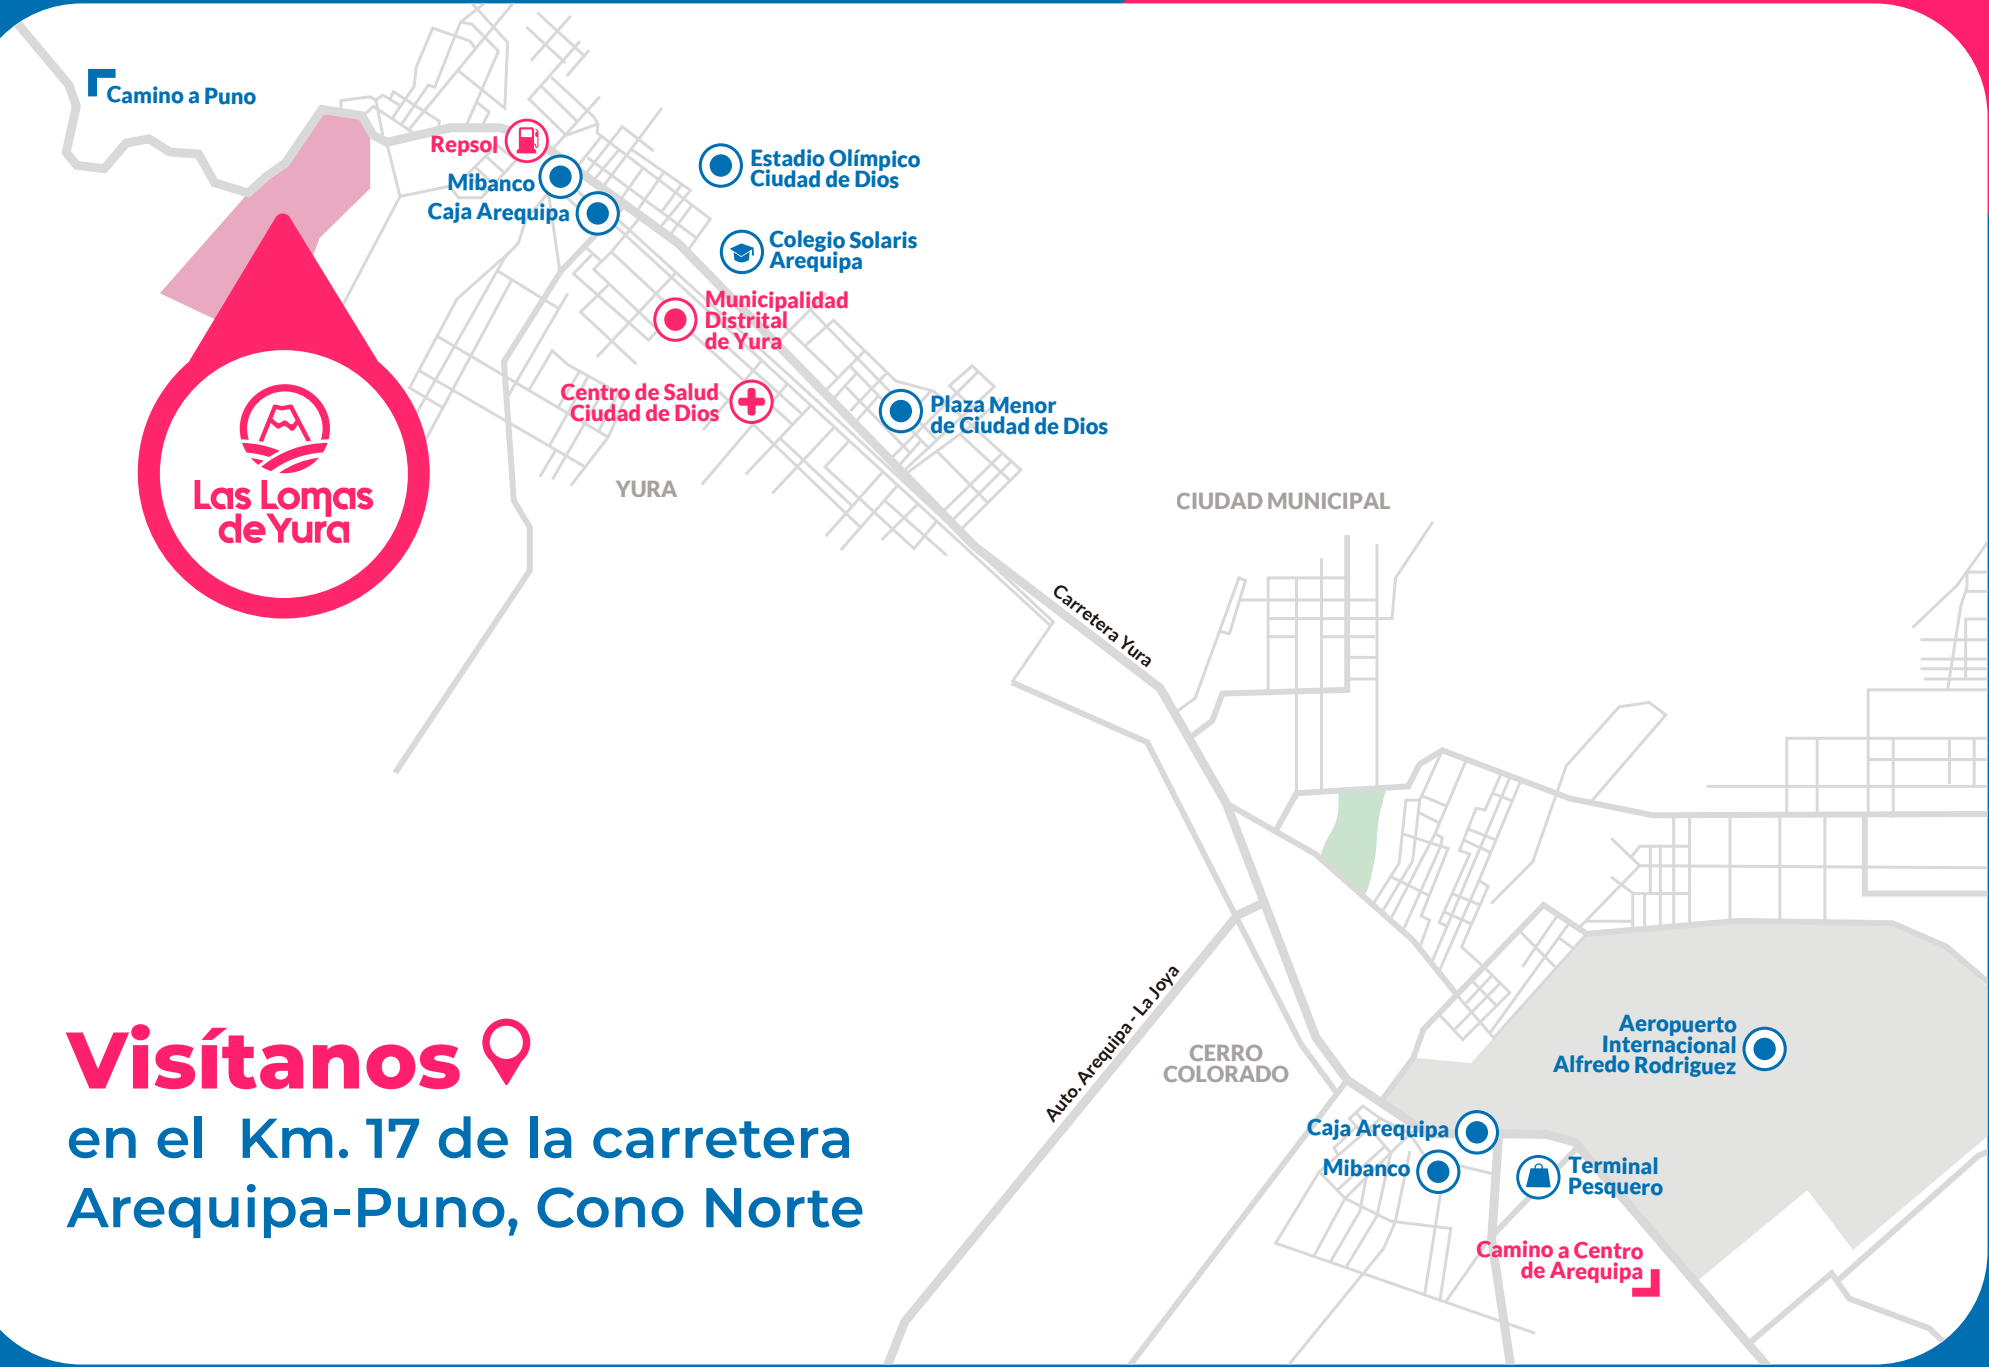 Camino a Puno
Repsol
Mibanco
Caja Arequipa
Estadio Olímpico
Ciudad de Dios
Colegio Solaris
Arequipa
Municipalidad
Distrital
de Yura
Centro de Salud
Ciudad de Dios
Plaza Menor
de Ciudad de Dios
Las Lomas
de Yura
YURA
CIUDAD MUNICIPAL
Carretera Yura
Auto. Arequipa - La Joya
CERRO
COLORADO
Aeropuerto
Internacional
Alfredo Rodriguez
Caja Arequipa
Mibanco
Terminal
Pesquero
Camino a Centro
de Arequipa
Visítanos
en el Km. 17 de la carretera
Arequipa-Puno, Cono Norte